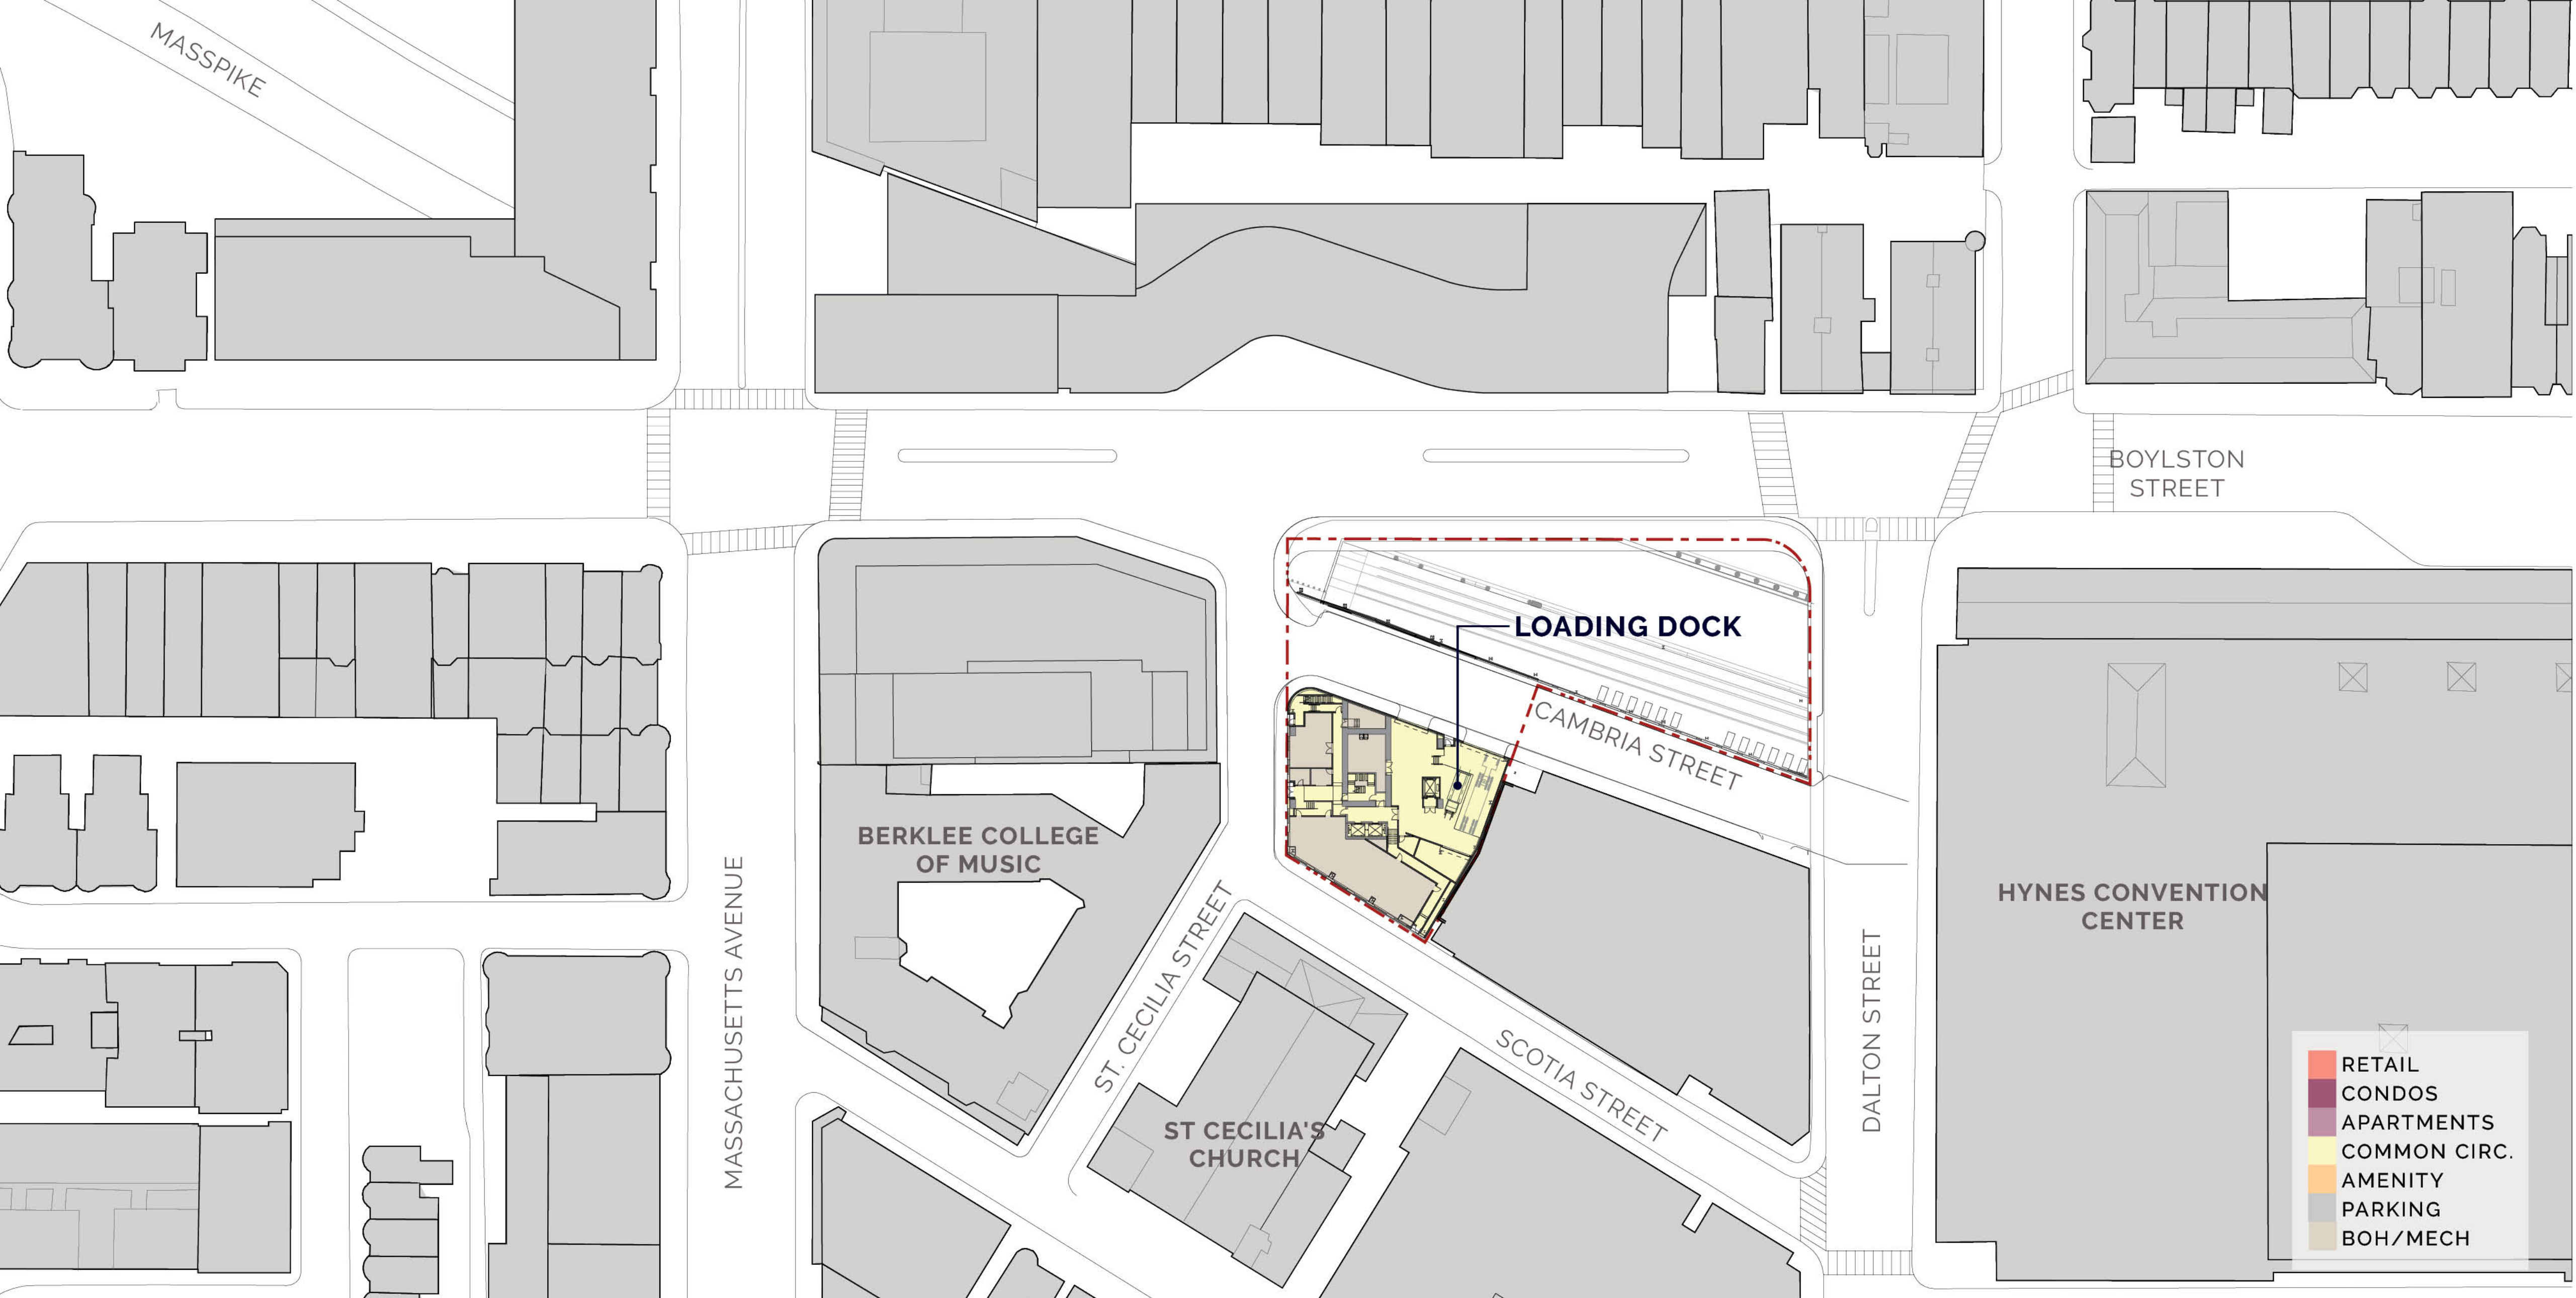 MASSPIKE
BOYLSTON
STREET
LOADING DOCK
CAMBRIA STREET
BERKLEE COLLEGE
OF MUSIC
MASSACHUSETTS AVENUE
ST. CECILIA STREET
HYNES CONVENTION
CENTER
DALTON STREET
SCOTIA STREET
ST CECILIA'S
CHURCH
RETAIL
CONDOS
APARTMENTS
COMMON CIRC.
AMENITY
PARKING
BOH/MECH